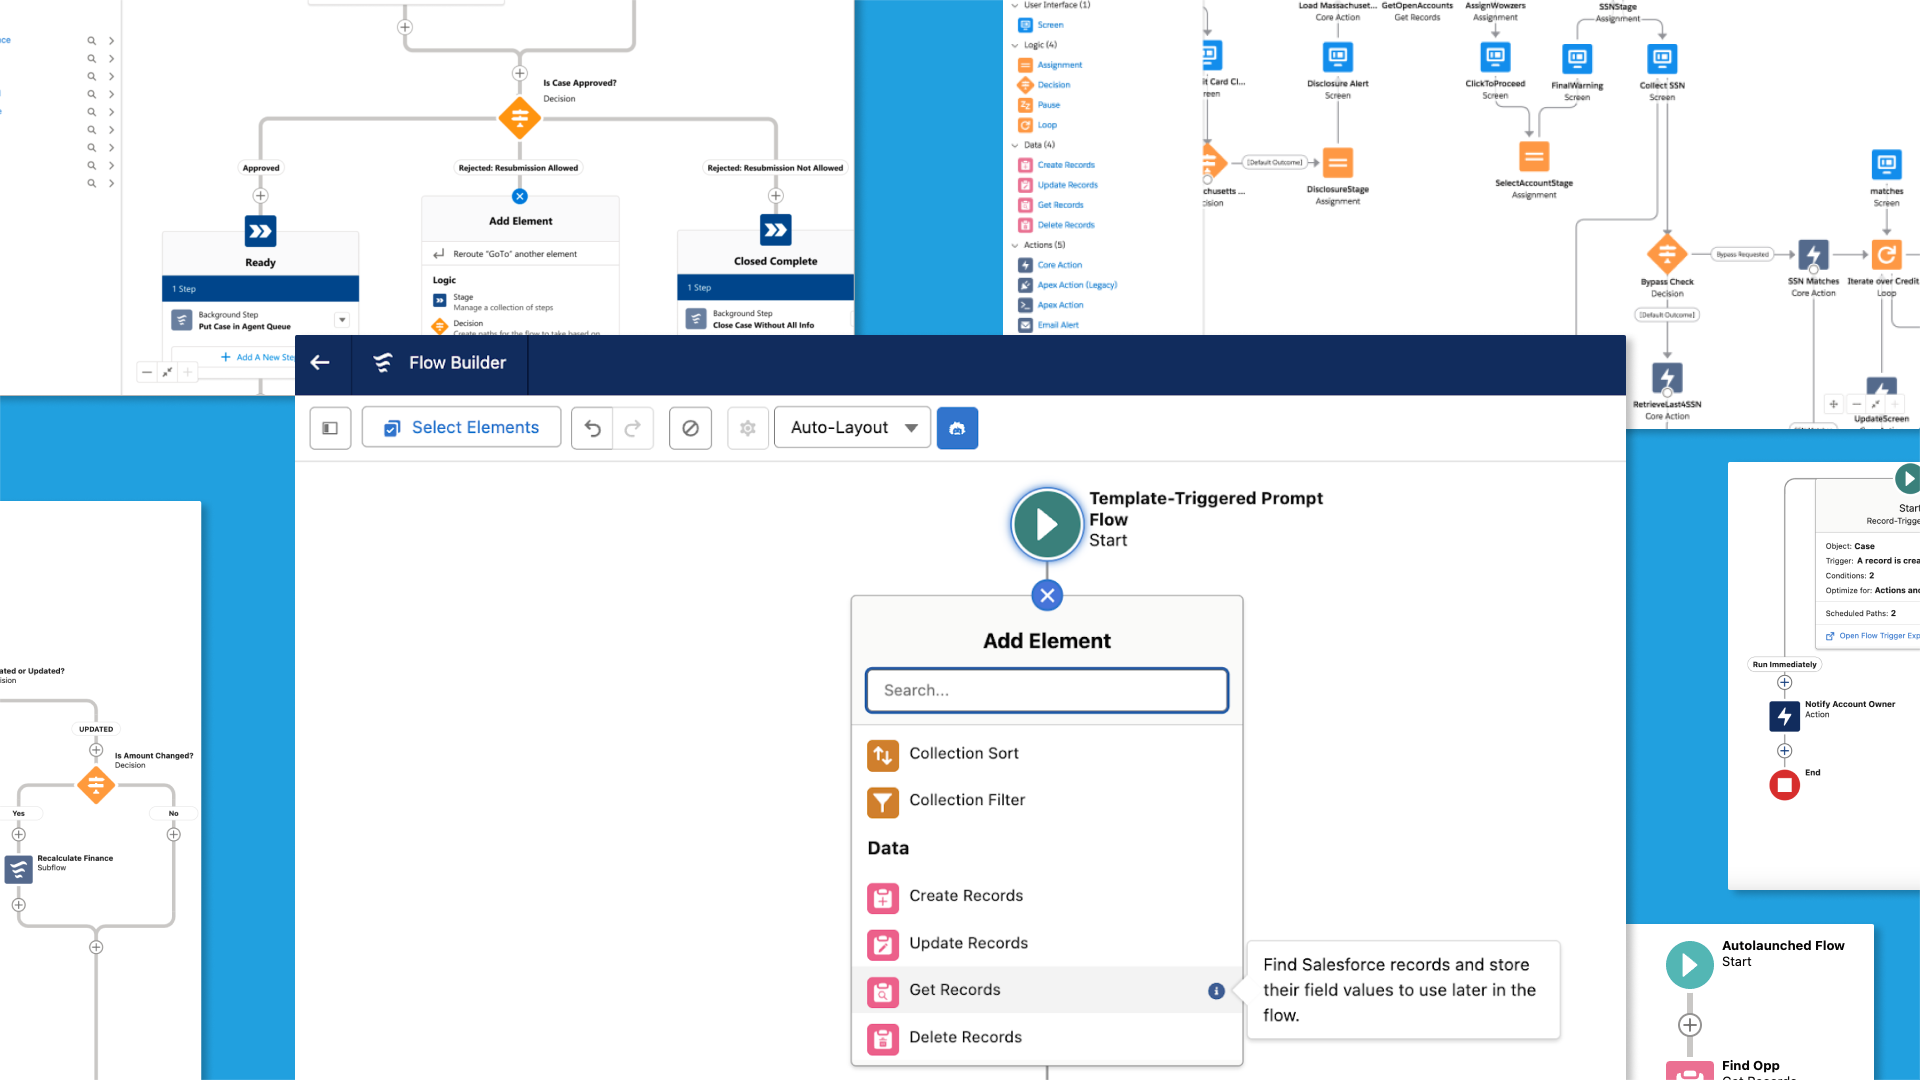 Is Case Approved?
Decision
Approved
Rejected: Resubmission Allowed
Rejected: Resubmission Not Allowed
Ready
1 Step
Background Step
Put Case in Agent Queue
Add A New Step
Add Element
Reroute "GoTo" another element
Logic
Stage
Manage a collection of steps
Decision
Create paths for the flow to take based on
Closed Complete
1 Step
Background Step
Close Case Without All Info
User Interface (1)
Screen
Logic (4)
Assignment
Decision
Pause
Loop
Data (4)
Create Records
Update Records
Get Records
Delete Records
Actions (5)
Core Action
Apex Action (Legacy)
Apex Action
Email Alert
Load Massachuset...
Core Action
GetOpenAccounts
Get Records
AssignWowzers
Assignment
SSNStage
Assignment
it Card Cl...
reen
Disclosure Alert
Screen
ClickToProceed
Screen
FinalWarning
Screen
Collect SSN
Screen
[Default Outcome]
chusetts ...
cision
DisclosureStage
Assignment
SelectAccountStage
Assignment
matches
Screen
Bypass Check
Decision
Bypass Requested
SSN Matches
Core Action
Iterate over Credit
Loop
[Default Outcome]
RetrieveLast4SSN
Core Action
UpdateScreen
Flow Builder
Select Elements
Auto-Layout
Template-Triggered Prompt
Flow
Start
Add Element
Search...
Collection Sort
Collection Filter
Data
Create Records
Update Records
Get Records
Delete Records
Find Salesforce records and store
their field values to use later in the
flow.
ated or Updated?
ision
UPDATED
Is Amount Changed?
Decision
Yes
No
Recalculate Finance
Subflow
Start
Record-Trigge
Object: Case
Trigger: A record is crea
Conditions: 2
Optimize for: Actions and
Scheduled Paths: 2
Open Flow Trigger Exp
Run Immediately
Notify Account Owner
Action
End
Autolaunched Flow
Start
Find Opp